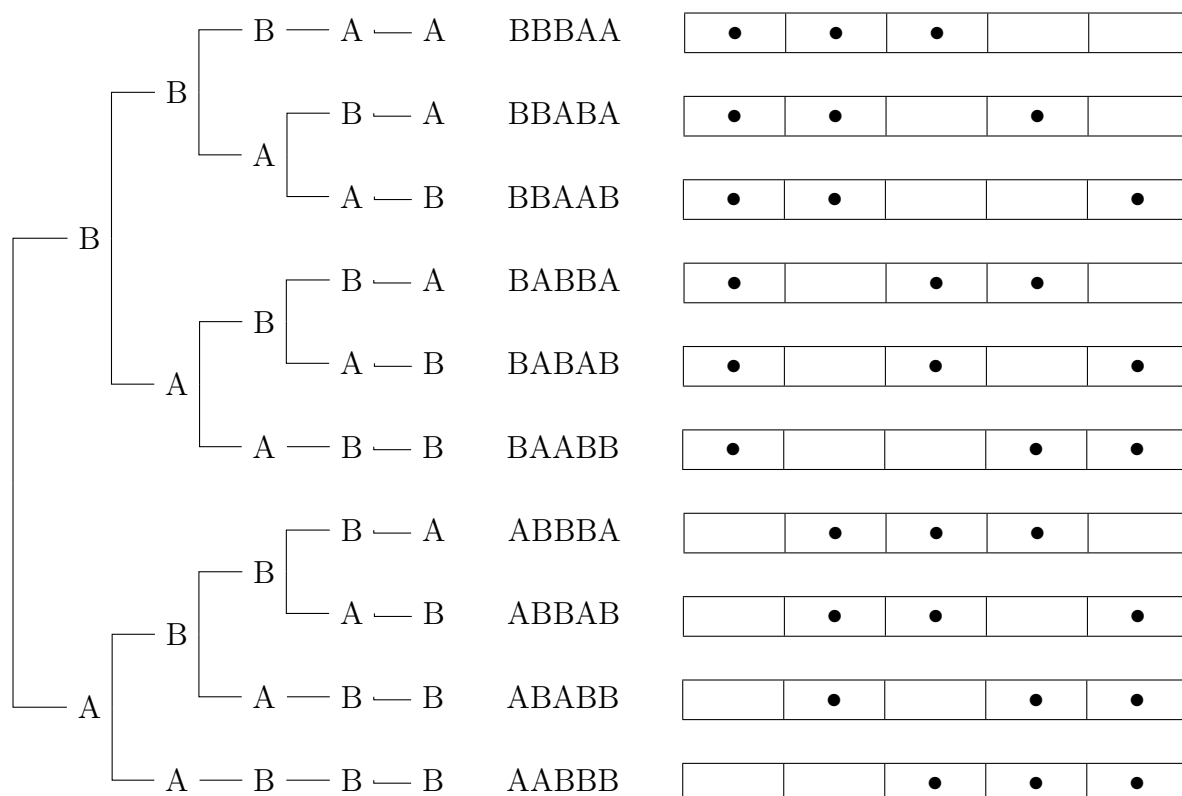 B A A BBBAA
B
B A BBABA
A
A B BBAAB
B
B A BABBA
B
A B BABAB
A
A B B BAABB
B A ABBBA
B
A B ABBAB
B
A B B ABABB
A
A B B B AABBB